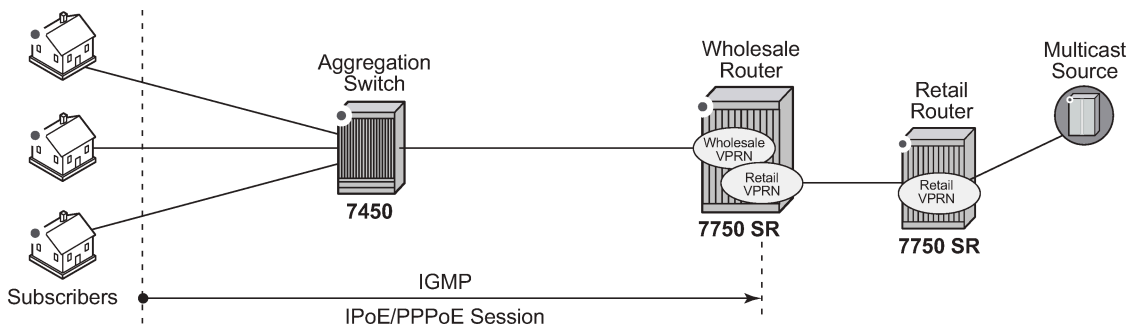 Subscribers
Aggregation
Switch
7450
Wholesale
Router
Wholesale
VPRN
Retail
VPRN
7750 SR
Retail
Router
Retail
VPRN
7750 SR
Multicast
Source
IGMP
IPoE/PPPoE Session